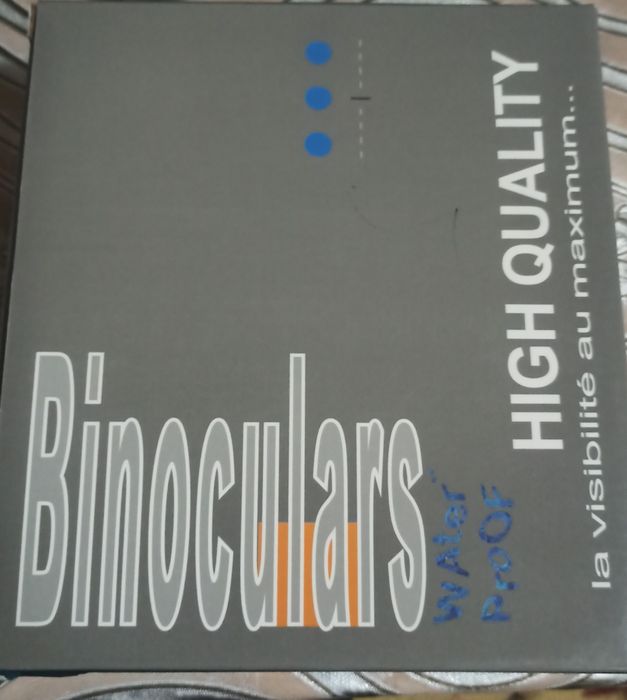 Binoculars
WAter
ProOF
HIGH QUALITY
la visibilité au maximum...